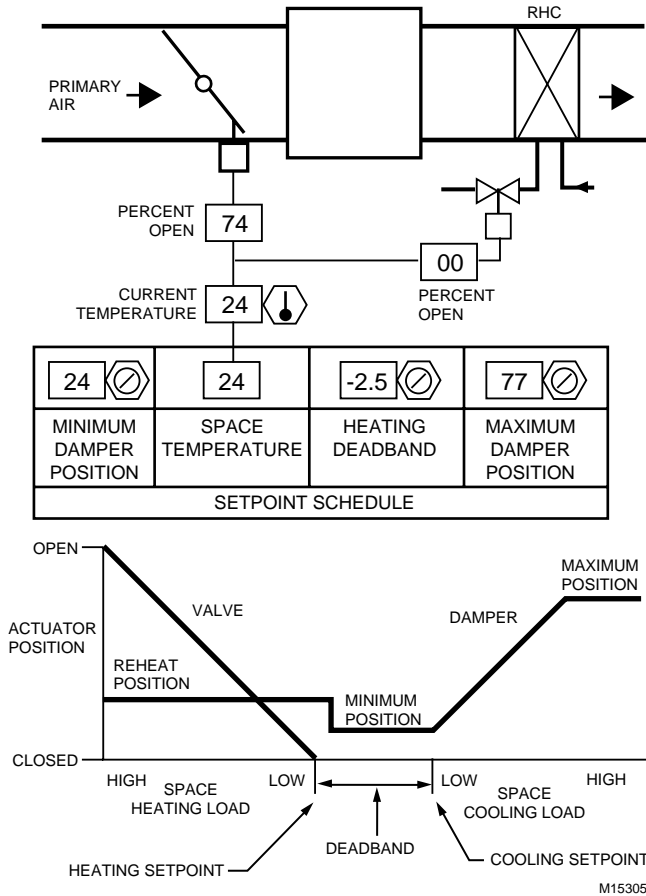 RHC
PRIMARY
AIR
PERCENT
OPEN
74
00
PERCENT
OPEN
CURRENT
TEMPERATURE
24
24
24
-2.5
77
MINIMUM
DAMPER
POSITION
SPACE
TEMPERATURE
HEATING
DEADBAND
MAXIMUM
DAMPER
POSITION
SETPOINT SCHEDULE
OPEN
MAXIMUM
POSITION
VALVE
DAMPER
ACTUATOR
POSITION
REHEAT
POSITION
MINIMUM
POSITION
CLOSED
HIGH
SPACE
HEATING LOAD
LOW
LOW
SPACE
COOLING LOAD
HIGH
DEADBAND
HEATING SETPOINT
COOLING SETPOINT
M15305